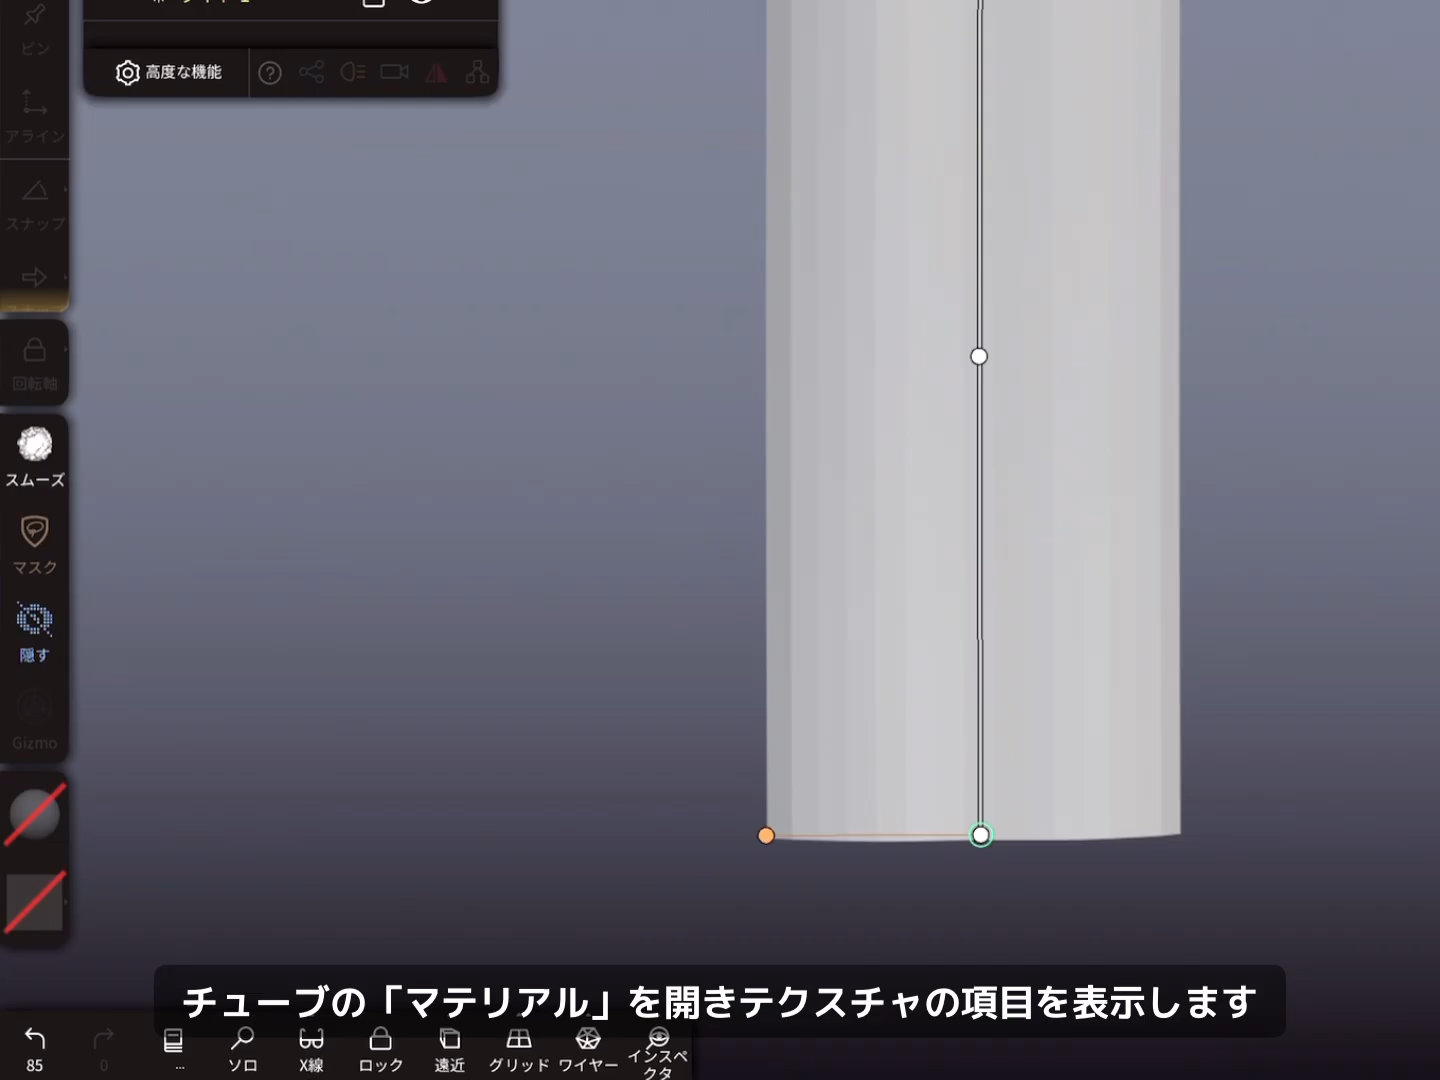 ピン
高度な機能
アライン
スナップ
回転軸
スムーズ
マスク
隠す
Gizmo
チューブの「マテリアル」を開きテクスチャの項目を表示します
85
0
...
ソロ
X線
ロック
遠近
グリッド
ワイヤー
インスペ
クタ